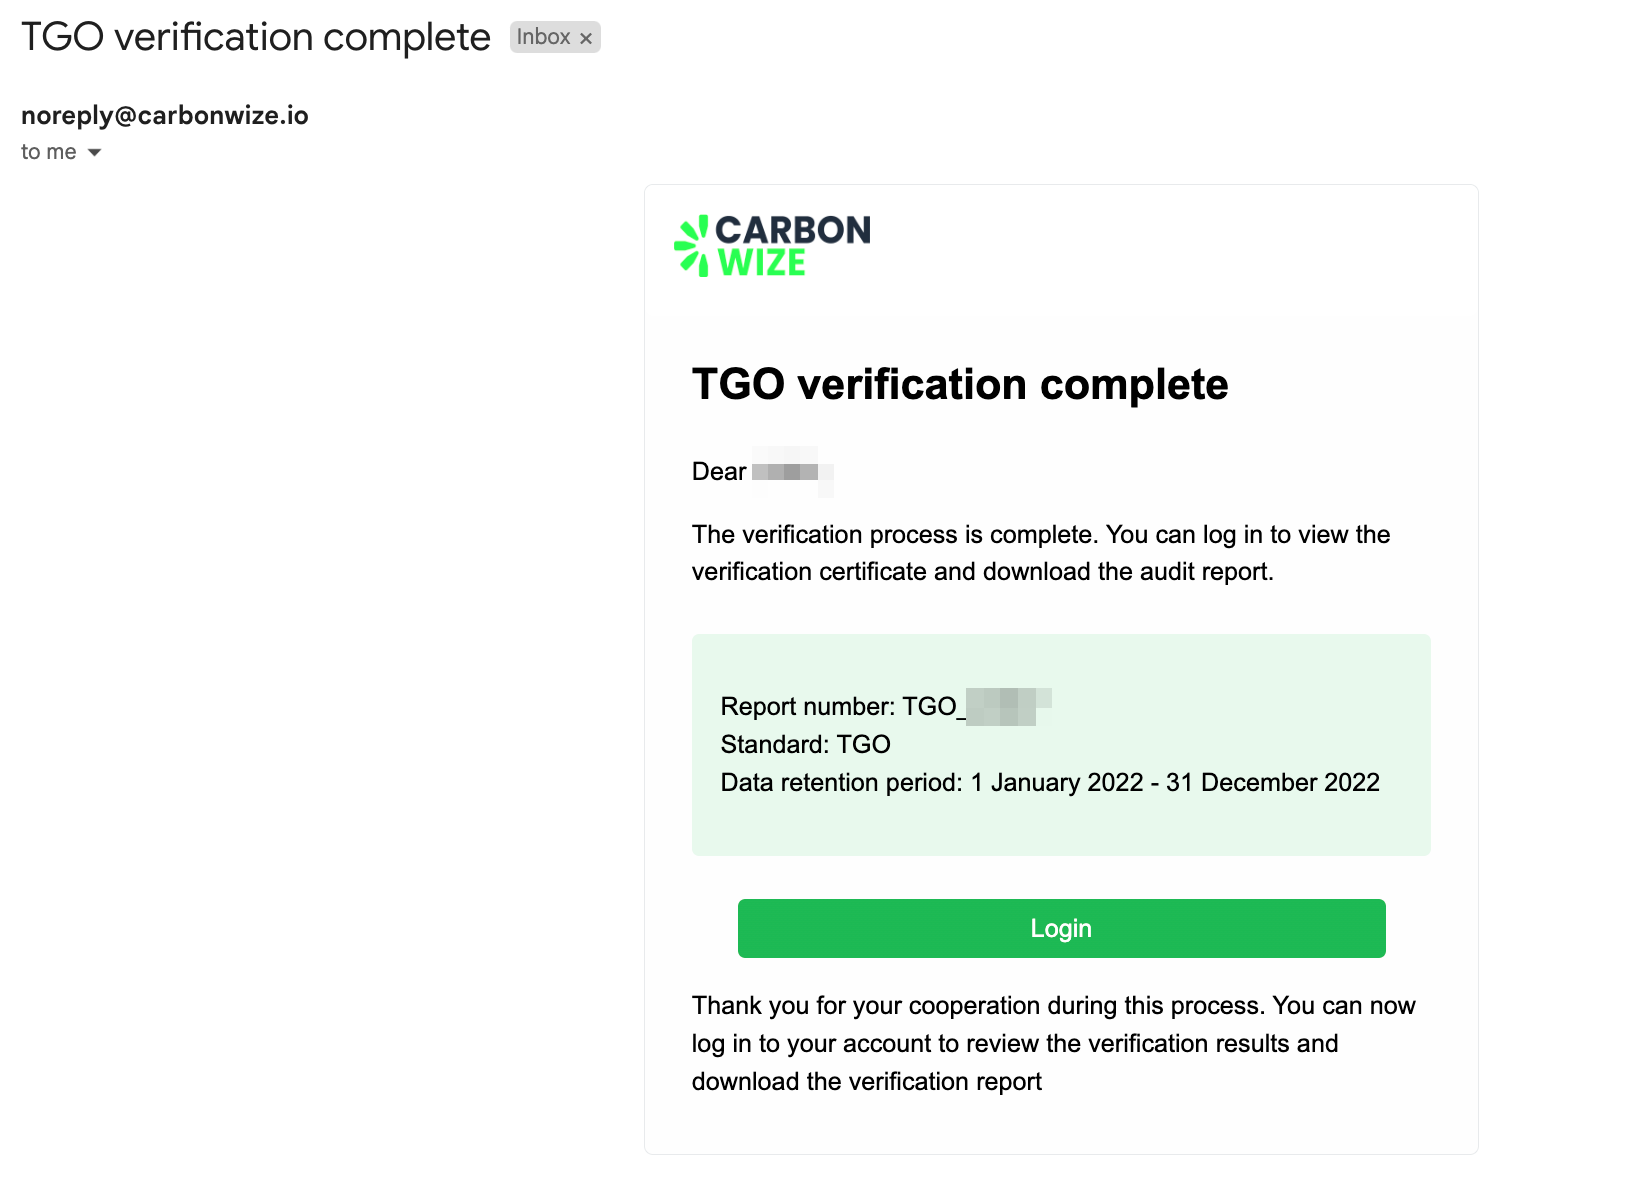 TGO verification complete
Inbox ×
noreply@carbonwize.io
to me
CARBON
WIZE
TGO verification complete
Dear
The verification process is complete. You can log in to view the
verification certificate and download the audit report.
Report number: TGO_
Standard: TGO
Data retention period: 1 January 2022 - 31 December 2022
Login
Thank you for your cooperation during this process. You can now
log in to your account to review the verification results and
download the verification report